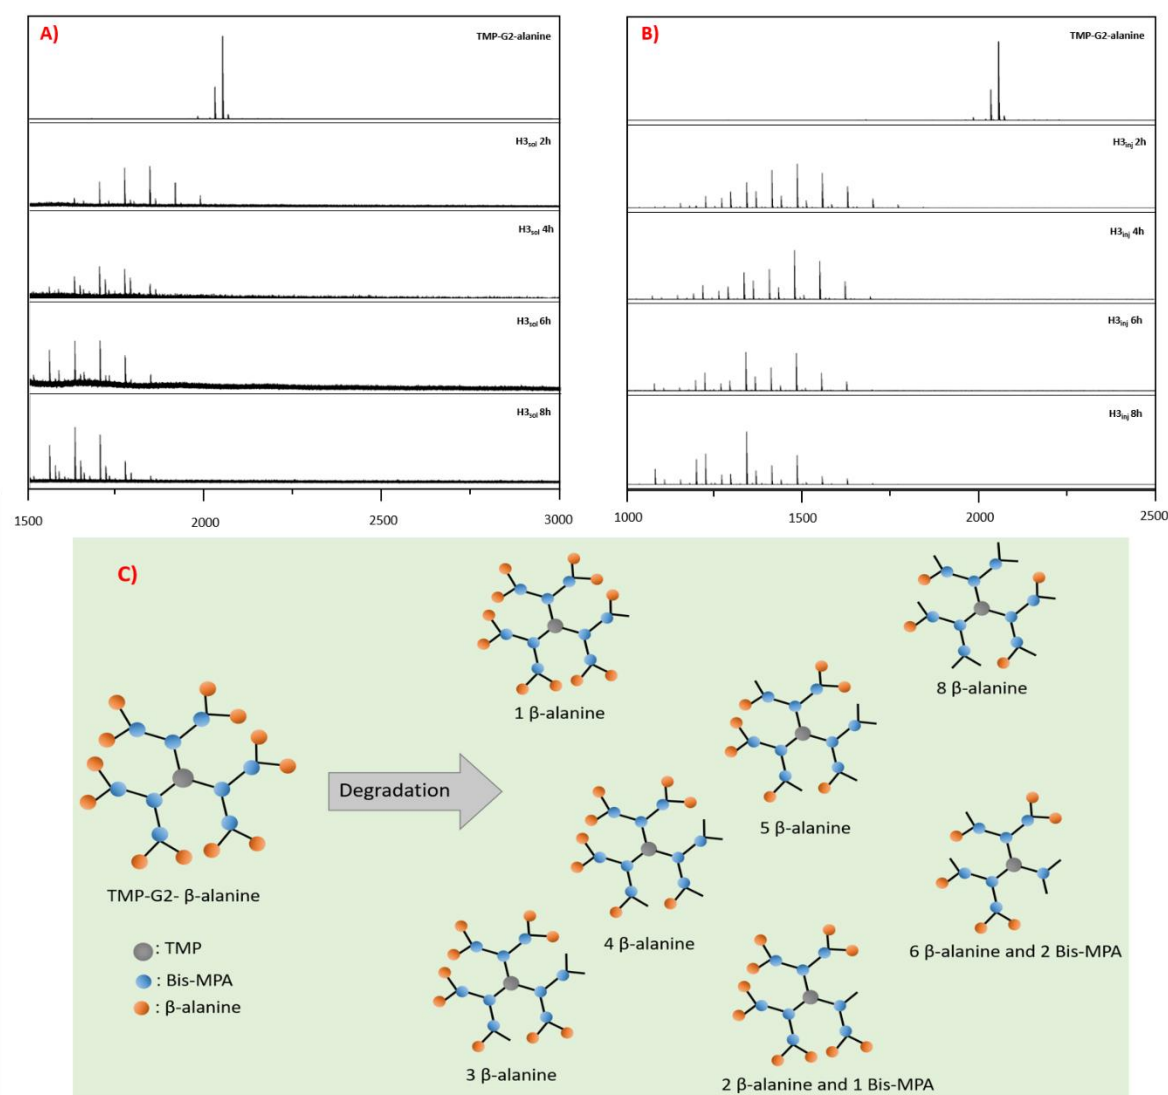 A)
TMP-G2-alanine
H3sol 2h
H3sol 4h
H3sol 6h
H3sol 8h
1500 2000 2500 3000
B)
TMP-G2-alanine
H3inj 2h
H3inj 4h
H3inj 6h
H3inj 8h
1000 1500 2000 2500
C)
1 β-alanine
8 β-alanine
Degradation
5 β-alanine
TMP-G2- β-alanine
4 β-alanine
6 β-alanine and 2 Bis-MPA
: TMP
: Bis-MPA
: β-alanine
3 β-alanine
2 β-alanine and 1 Bis-MPA